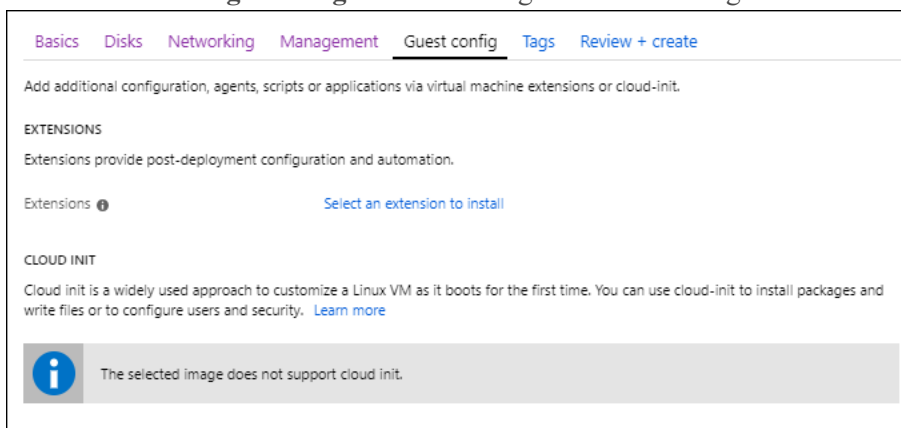 Basics Disks Networking Management Guest config Tags Review + create
Add additional configuration, agents, scripts or applications via virtual machine extensions or cloud-init.
EXTENSIONS
Extensions provide post-deployment configuration and automation.
Extensions Select an extension to install
CLOUD INIT
Cloud init is a widely used approach to customize a Linux VM as it boots for the first time. You can use cloud-init to install packages and
write files or to configure users and security. Learn more
The selected image does not support cloud init.